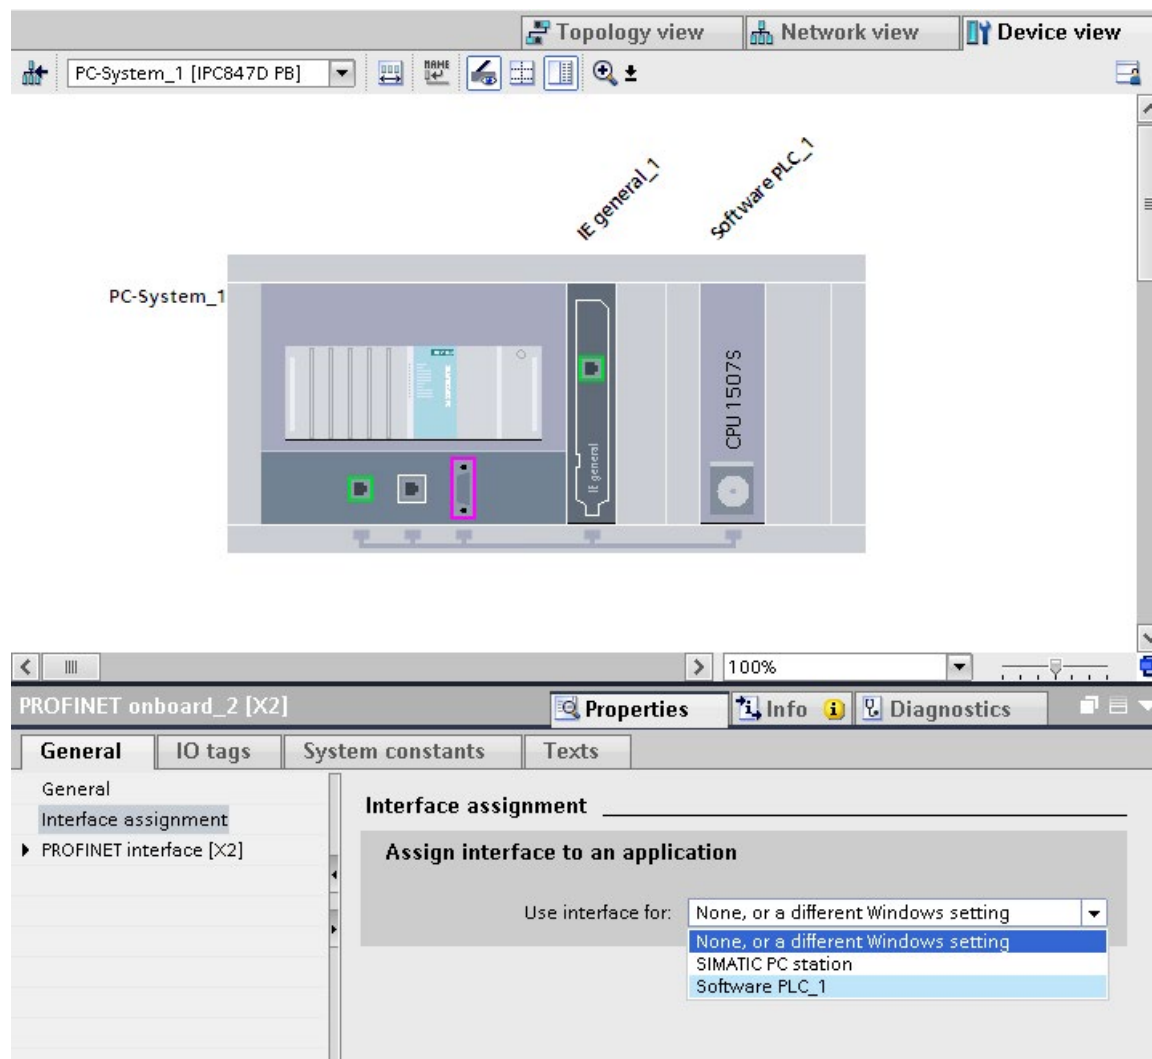 Topology view Network view Device view
PC-System_1 [IPC847D PB]
NAME
IE general_1
Software PLC_1
PC-System_1
CPU 1507S
IE general
100%
PROFINET onboard_2 [X2] Properties Info Diagnostics
General IO tags System constants Texts
General
Interface assignment
PROFINET interface [X2]
Interface assignment
Assign interface to an application
Use interface for: None, or a different Windows setting
None, or a different Windows setting
SIMATIC PC station
Software PLC_1